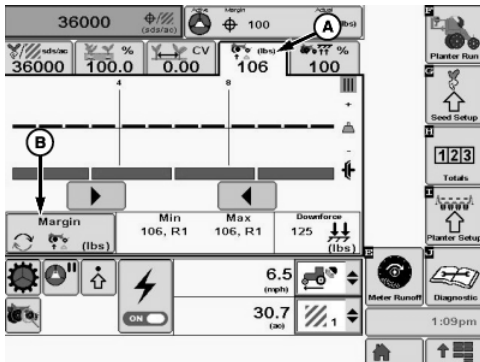 36000 (sds/ac)
Active
Margin 100
Actual (lbs)
A
sds/ac 36000
% 100.0
CV 0.00
(lbs) 106
% 100
4 8
+
-
B
Margin
(lbs)
Min
106, R1
Max
106, R1
Downforce
125
(lbs)
ON
6.5
(mph)
30.7
(ac)
1
F
Planter Run
G
Seed Setup
H
123
Totals
I
Planter Setup
E
Meter Runoff
J
Diagnostic
1:09pm